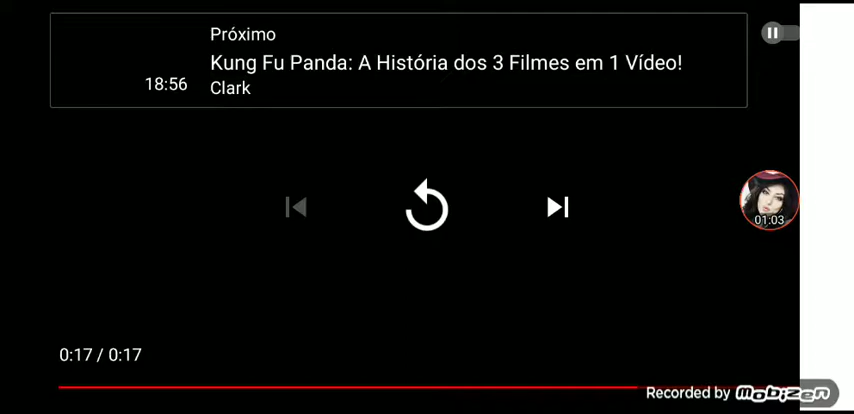 Próximo
Kung Fu Panda: A História dos 3 Filmes em 1 Vídeo!
18:56
Clark
01:03
0:17 / 0:17
Recorded by mobizen